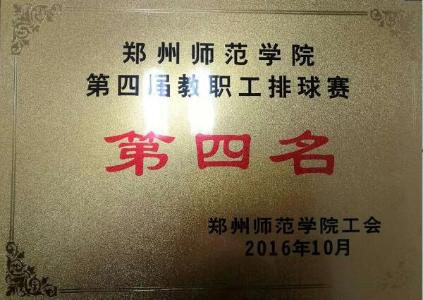 郑州师范学院
第四届教职工排球赛
第四名
郑州师范学院工会
2016年10月